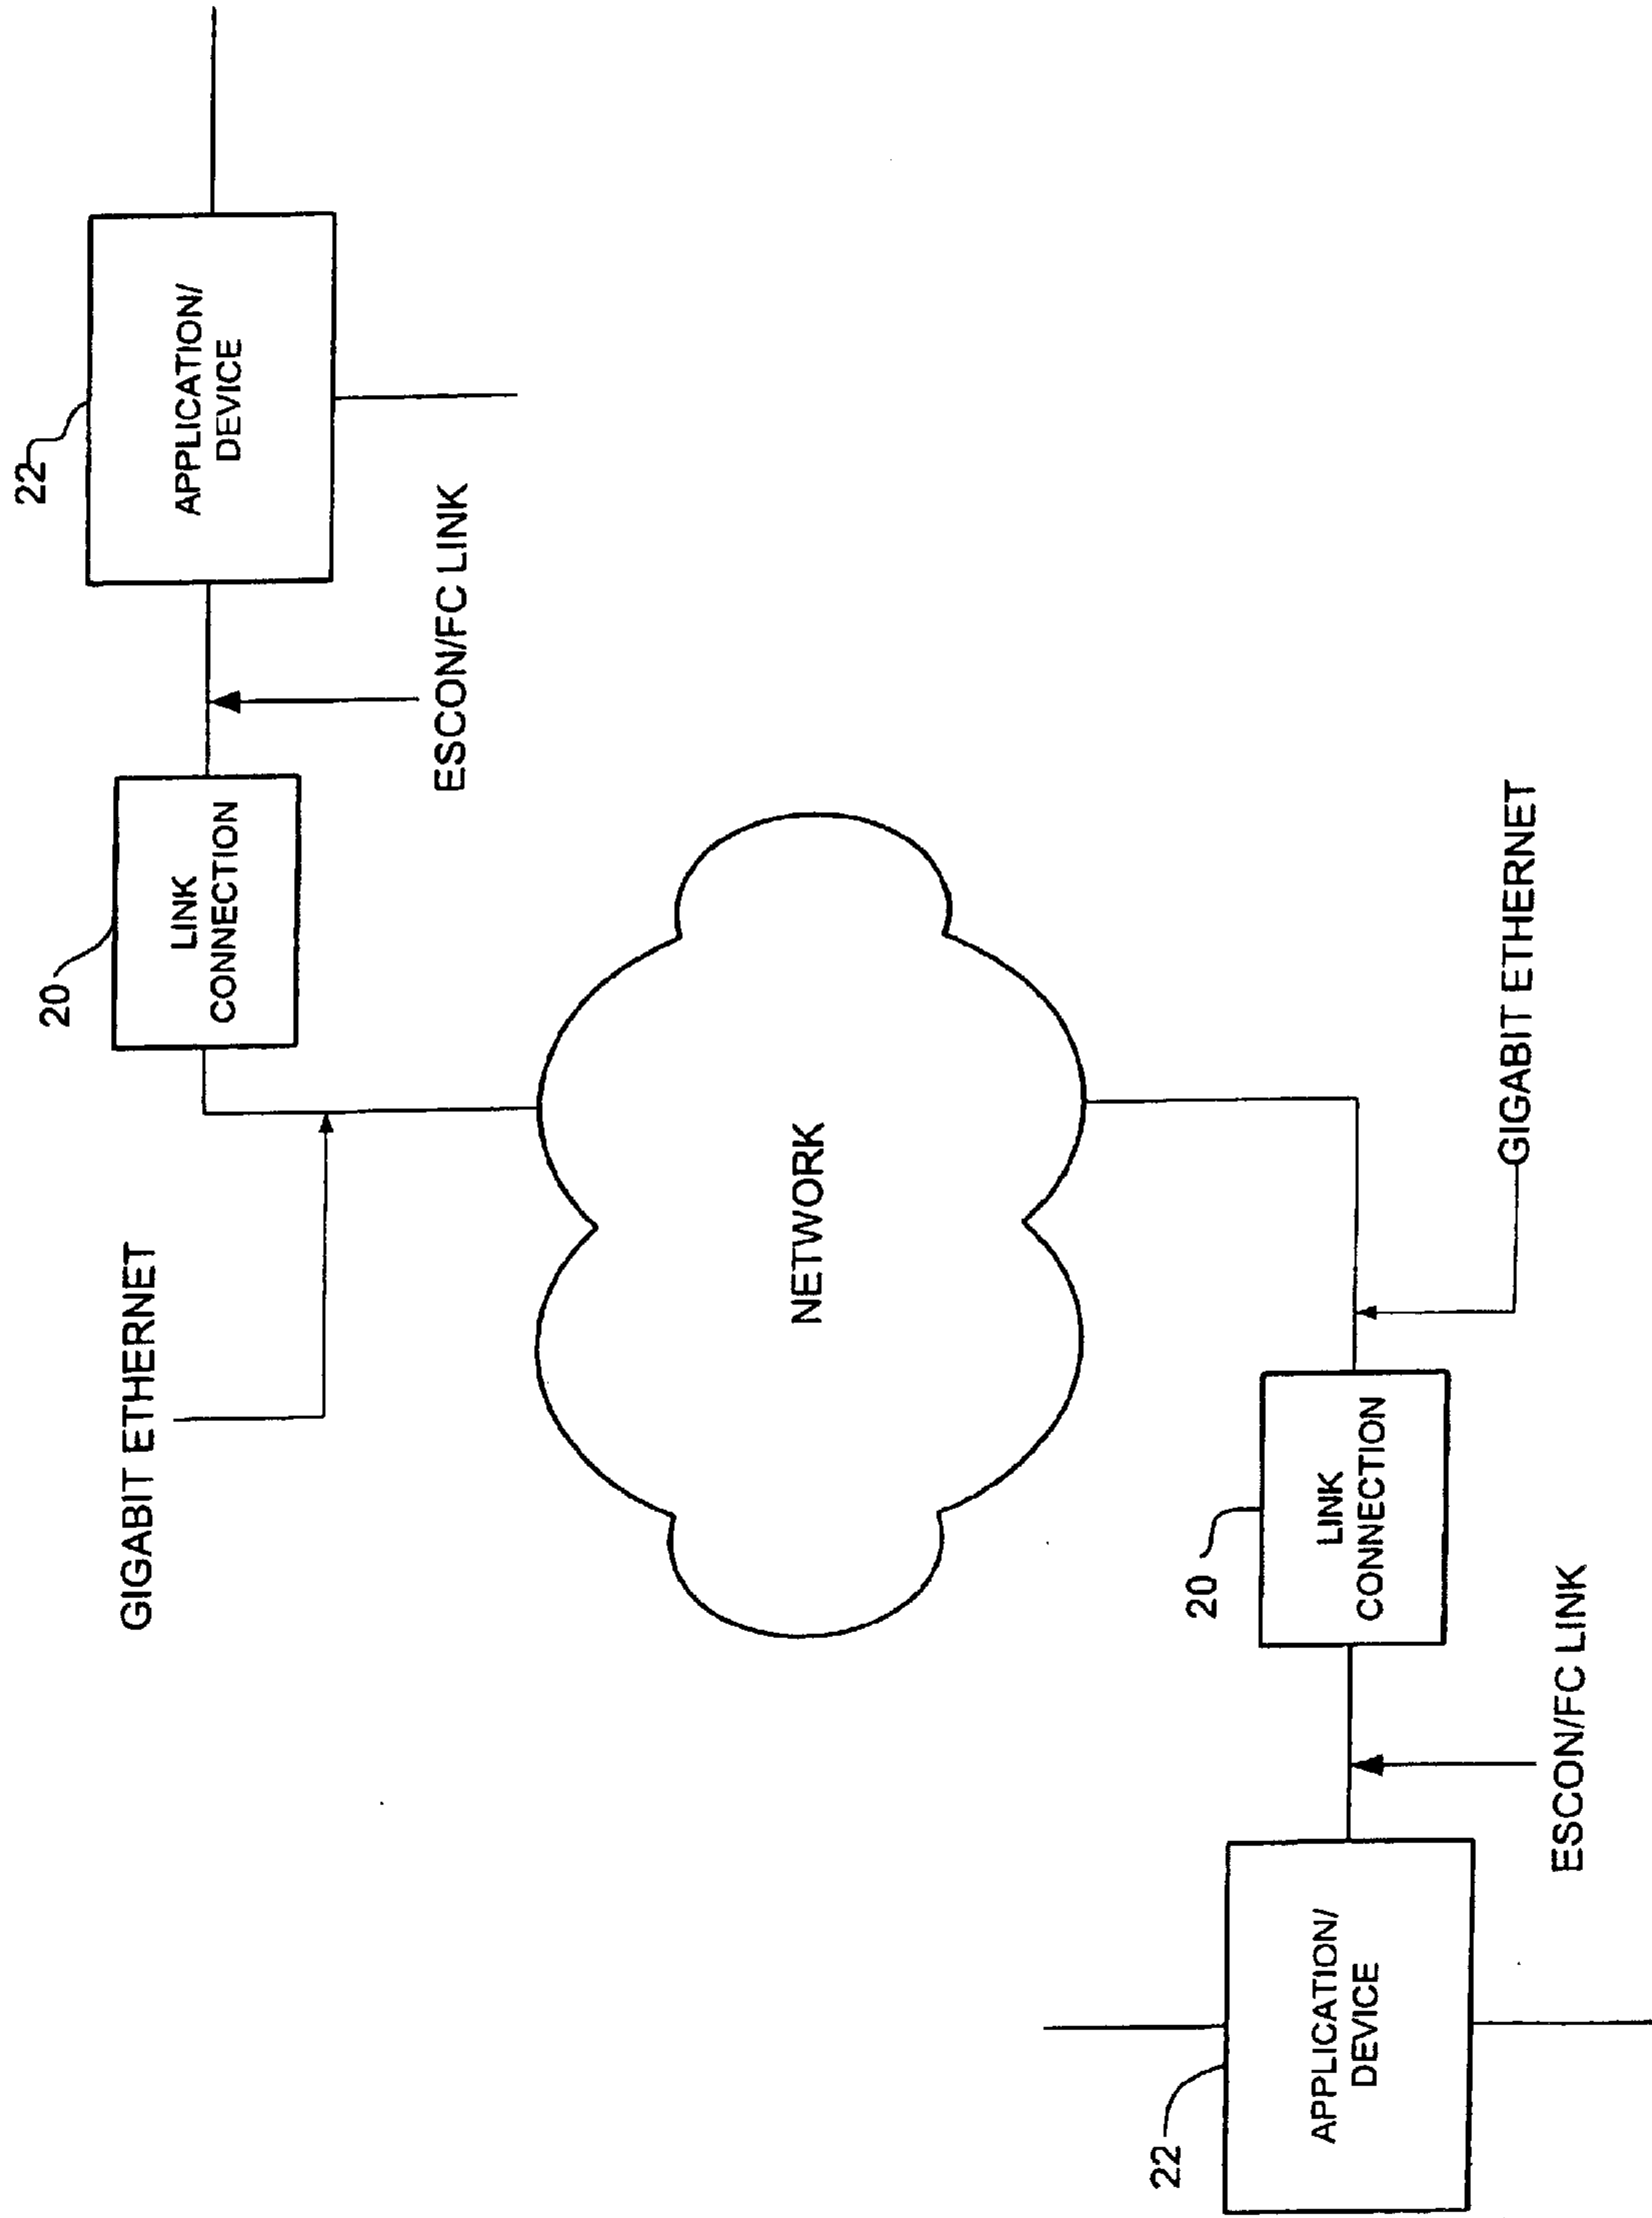 22
APPLICATION/
DEVICE
ESCON/FC LINK
20
LINK
CONNECTION
GIGABIT ETHERNET
NETWORK
GIGABIT ETHERNET
20
LINK
CONNECTION
ESCON/FC LINK
22
APPLICATION/
DEVICE